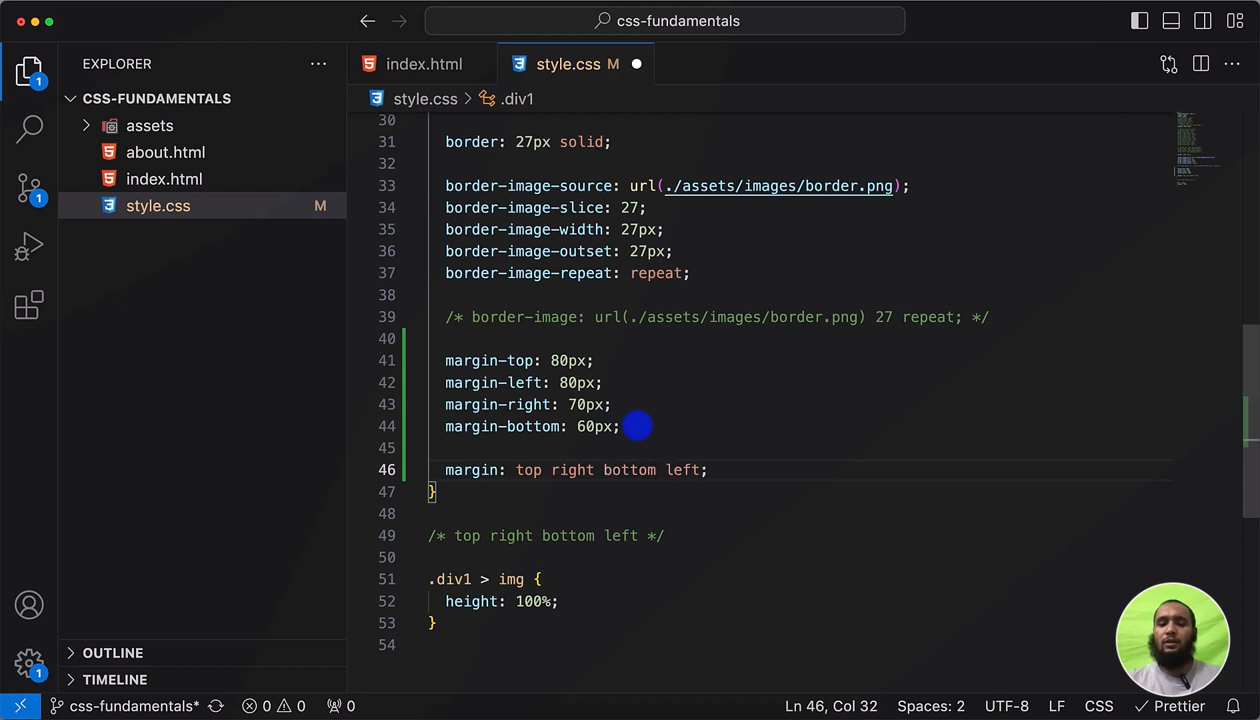 css-fundamentals
EXPLORER
index.html
style.css M
CSS-FUNDAMENTALS
style.css > .div1
assets
about.html
index.html
style.css M
1
1
1
30
31 border: 27px solid;
32
33 border-image-source: url(./assets/images/border.png);
34 border-image-slice: 27;
35 border-image-width: 27px;
36 border-image-outset: 27px;
37 border-image-repeat: repeat;
38
39 /* border-image: url(./assets/images/border.png) 27 repeat; */
40
41 margin-top: 80px;
42 margin-left: 80px;
43 margin-right: 70px;
44 margin-bottom: 60px;
45
46 margin: top right bottom left;
47 }
48
49 /* top right bottom left */
50
51 .div1 > img {
52 height: 100%;
53 }
54
OUTLINE
TIMELINE
css-fundamentals* 0 0 0 Ln 46, Col 32 Spaces: 2 UTF-8 LF CSS Prettier